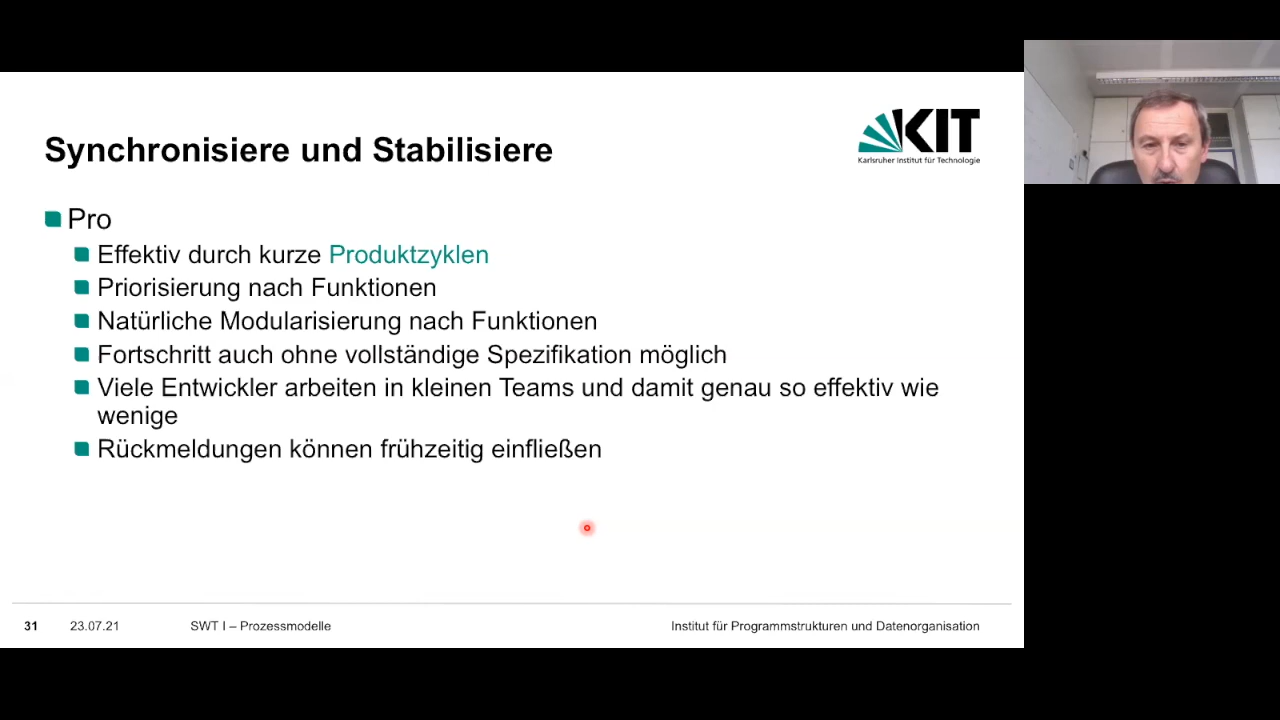 KIT
Karlsruher Institut für Technologie
Synchronisiere und Stabilisiere
Pro
Effektiv durch kurze Produktzyklen
Priorisierung nach Funktionen
Natürliche Modularisierung nach Funktionen
Fortschritt auch ohne vollständige Spezifikation möglich
Viele Entwickler arbeiten in kleinen Teams und damit genau so effektiv wie
wenige
Rückmeldungen können frühzeitig einfließen
31 23.07.21 SWT I – Prozessmodelle Institut für Programmstrukturen und Datenorganisation